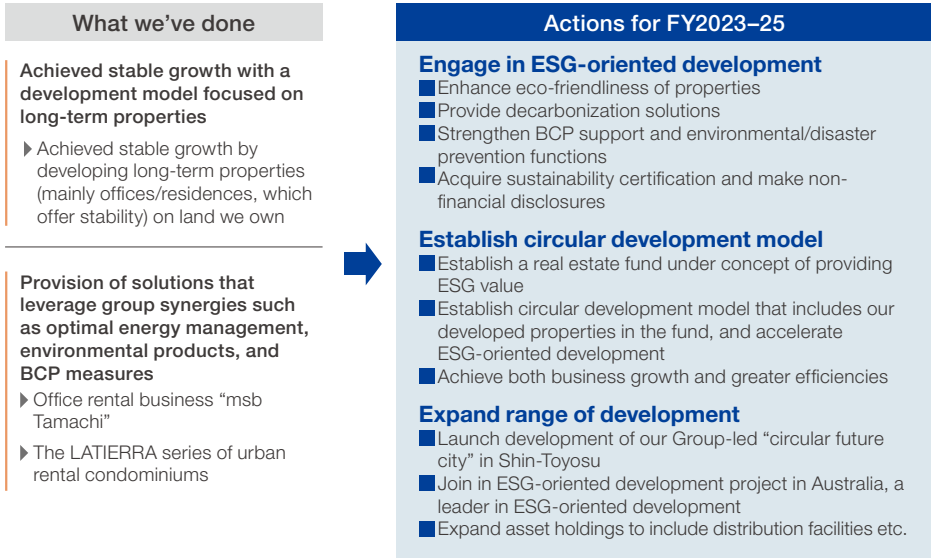 What we've done
Achieved stable growth with a
development model focused on
long-term properties
Achieved stable growth by
developing long-term properties
(mainly offices/residences, which
offer stability) on land we own
Provision of solutions that
leverage group synergies such
as optimal energy management,
environmental products, and
BCP measures
Office rental business “msb
Tamachi”
The LATIERRA series of urban
rental condominiums
Actions for FY2023–25
Engage in ESG-oriented development
Enhance eco-friendliness of properties
Provide decarbonization solutions
Strengthen BCP support and environmental/disaster
prevention functions
Acquire sustainability certification and make non-
financial disclosures
Establish circular development model
Establish a real estate fund under concept of providing
ESG value
Establish circular development model that includes our
developed properties in the fund, and accelerate
ESG-oriented development
Achieve both business growth and greater efficiencies
Expand range of development
Launch development of our Group-led “circular future
city” in Shin-Toyosu
Join in ESG-oriented development project in Australia, a
leader in ESG-oriented development
Expand asset holdings to include distribution facilities etc.